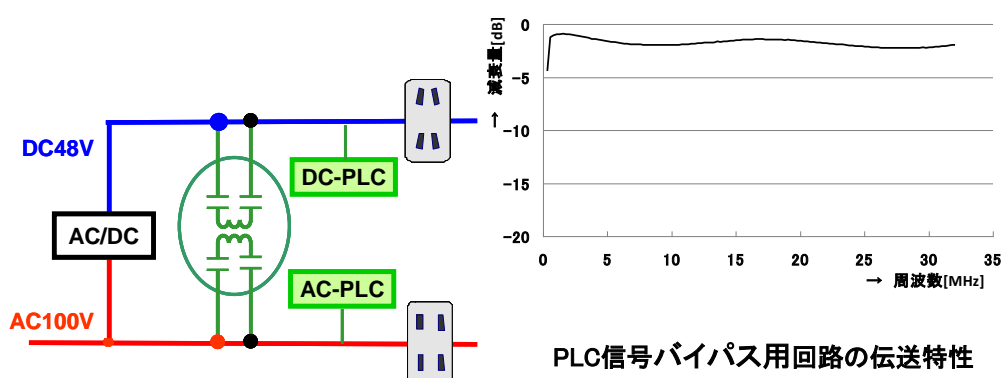 DC48V
DC-PLC
AC/DC
AC-PLC
AC100V
→ 減衰量[dB]
0
-5
-10
-15
-20
0 5 10 15 20 25 30 35
→ 周波数[MHz]
PLC信号バイパス用回路の伝送特性